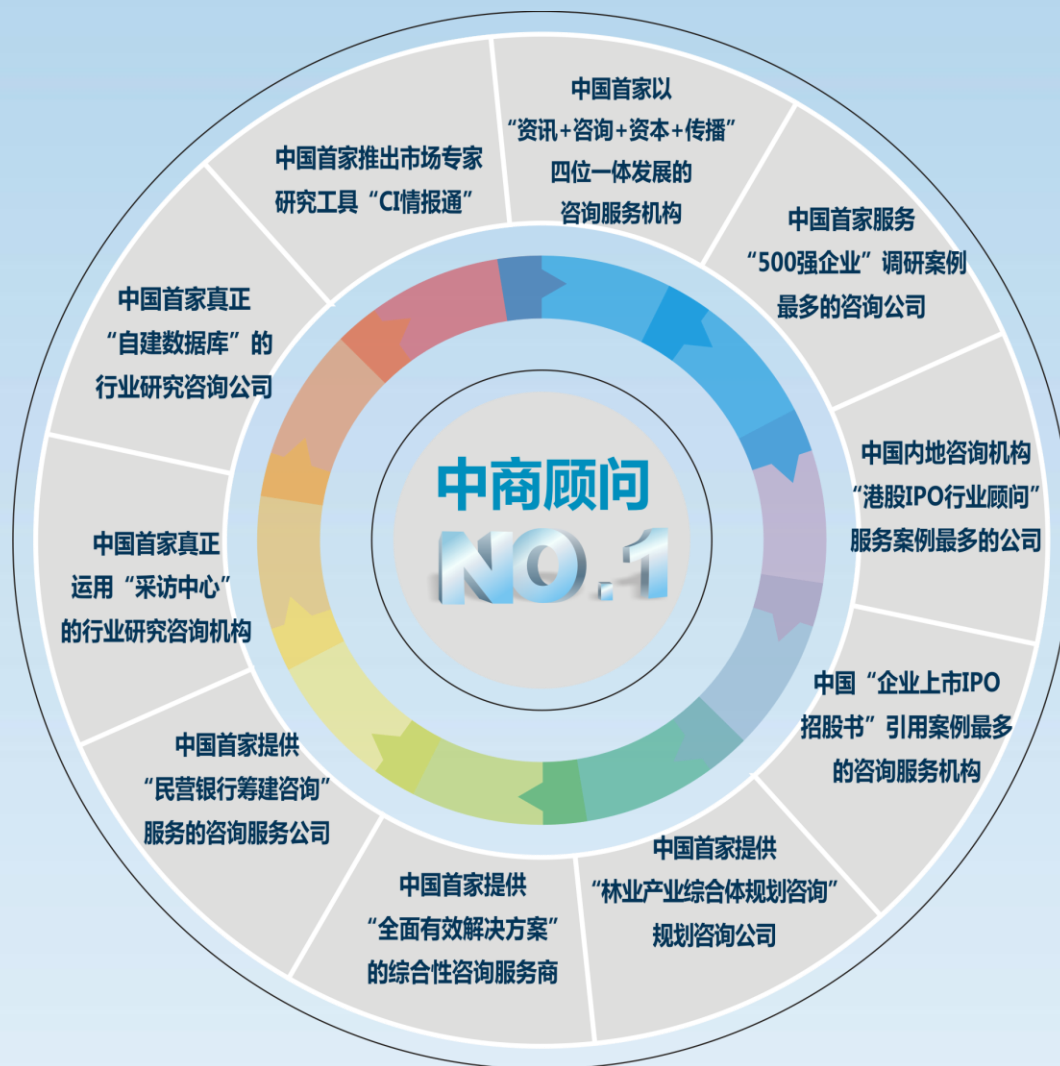 中国首家以
“资讯+咨询+资本+传播”
四位一体发展的
咨询服务机构
中国首家服务
“500强企业”调研案例
最多的咨询公司
中国内地咨询机构
“港股IPO行业顾问”
服务案例最多的公司
中国“企业上市IPO
招股书”引用案例最多
的咨询服务机构
中国首家提供
“林业产业综合体规划咨询”
规划咨询公司
中国首家提供
“全面有效解决方案”
的综合性咨询服务商
中国首家提供
“民营银行筹建咨询”
服务的咨询服务公司
中国首家真正
运用“采访中心”
的行业研究咨询机构
中国首家真正
“自建数据库”的
行业研究咨询公司
中国首家推出市场专家
研究工具“CI情报通”
中商顾问
NO.1